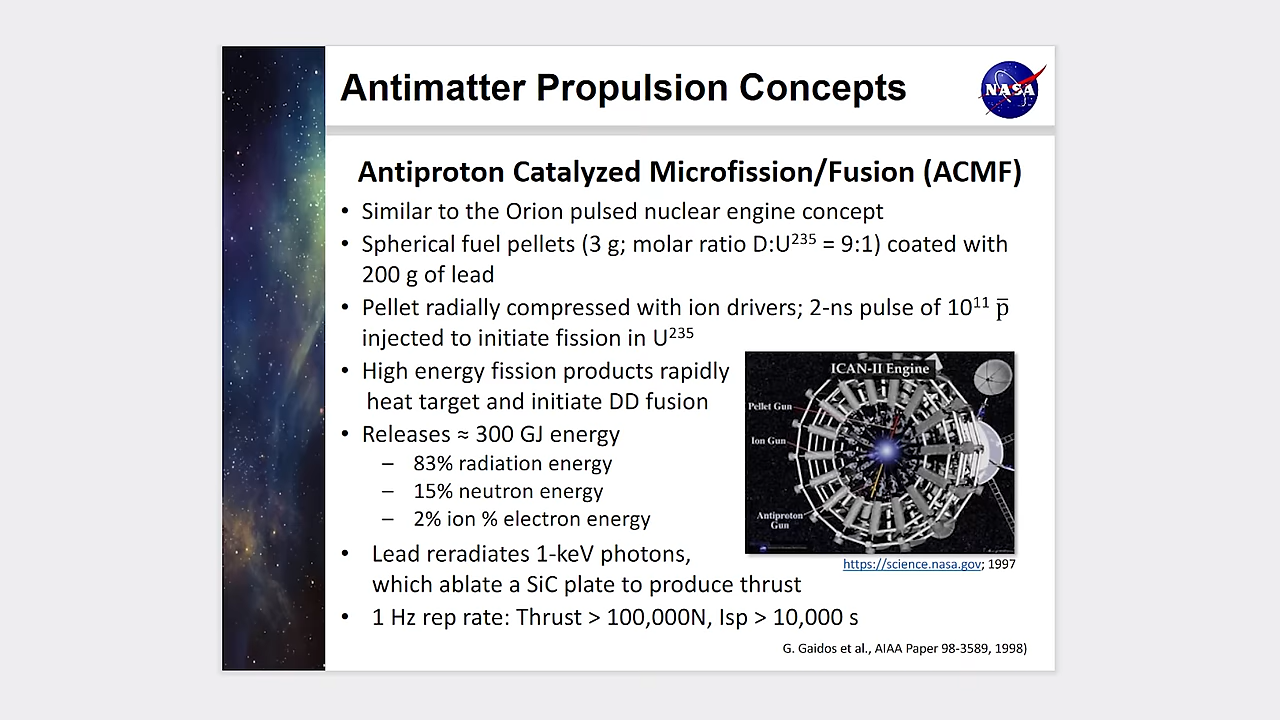 Antimatter Propulsion Concepts
NASA
Antiproton Catalyzed Microfission/Fusion (ACMF)
• Similar to the Orion pulsed nuclear engine concept
• Spherical fuel pellets (3 g; molar ratio D:U²³⁵ = 9:1) coated with
200 g of lead
• Pellet radially compressed with ion drivers; 2-ns pulse of 10¹¹ p̅
injected to initiate fission in U²³⁵
• High energy fission products rapidly
heat target and initiate DD fusion
• Releases ≈ 300 GJ energy
– 83% radiation energy
– 15% neutron energy
– 2% ion % electron energy
• Lead reradiates 1-keV photons,
which ablate a SiC plate to produce thrust
• 1 Hz rep rate: Thrust > 100,000N, Isp > 10,000 s
ICAN-II Engine
Pellet Gun
Ion Gun
Antiproton
Gun
https://science.nasa.gov; 1997
G. Gaidos et al., AIAA Paper 98-3589, 1998)